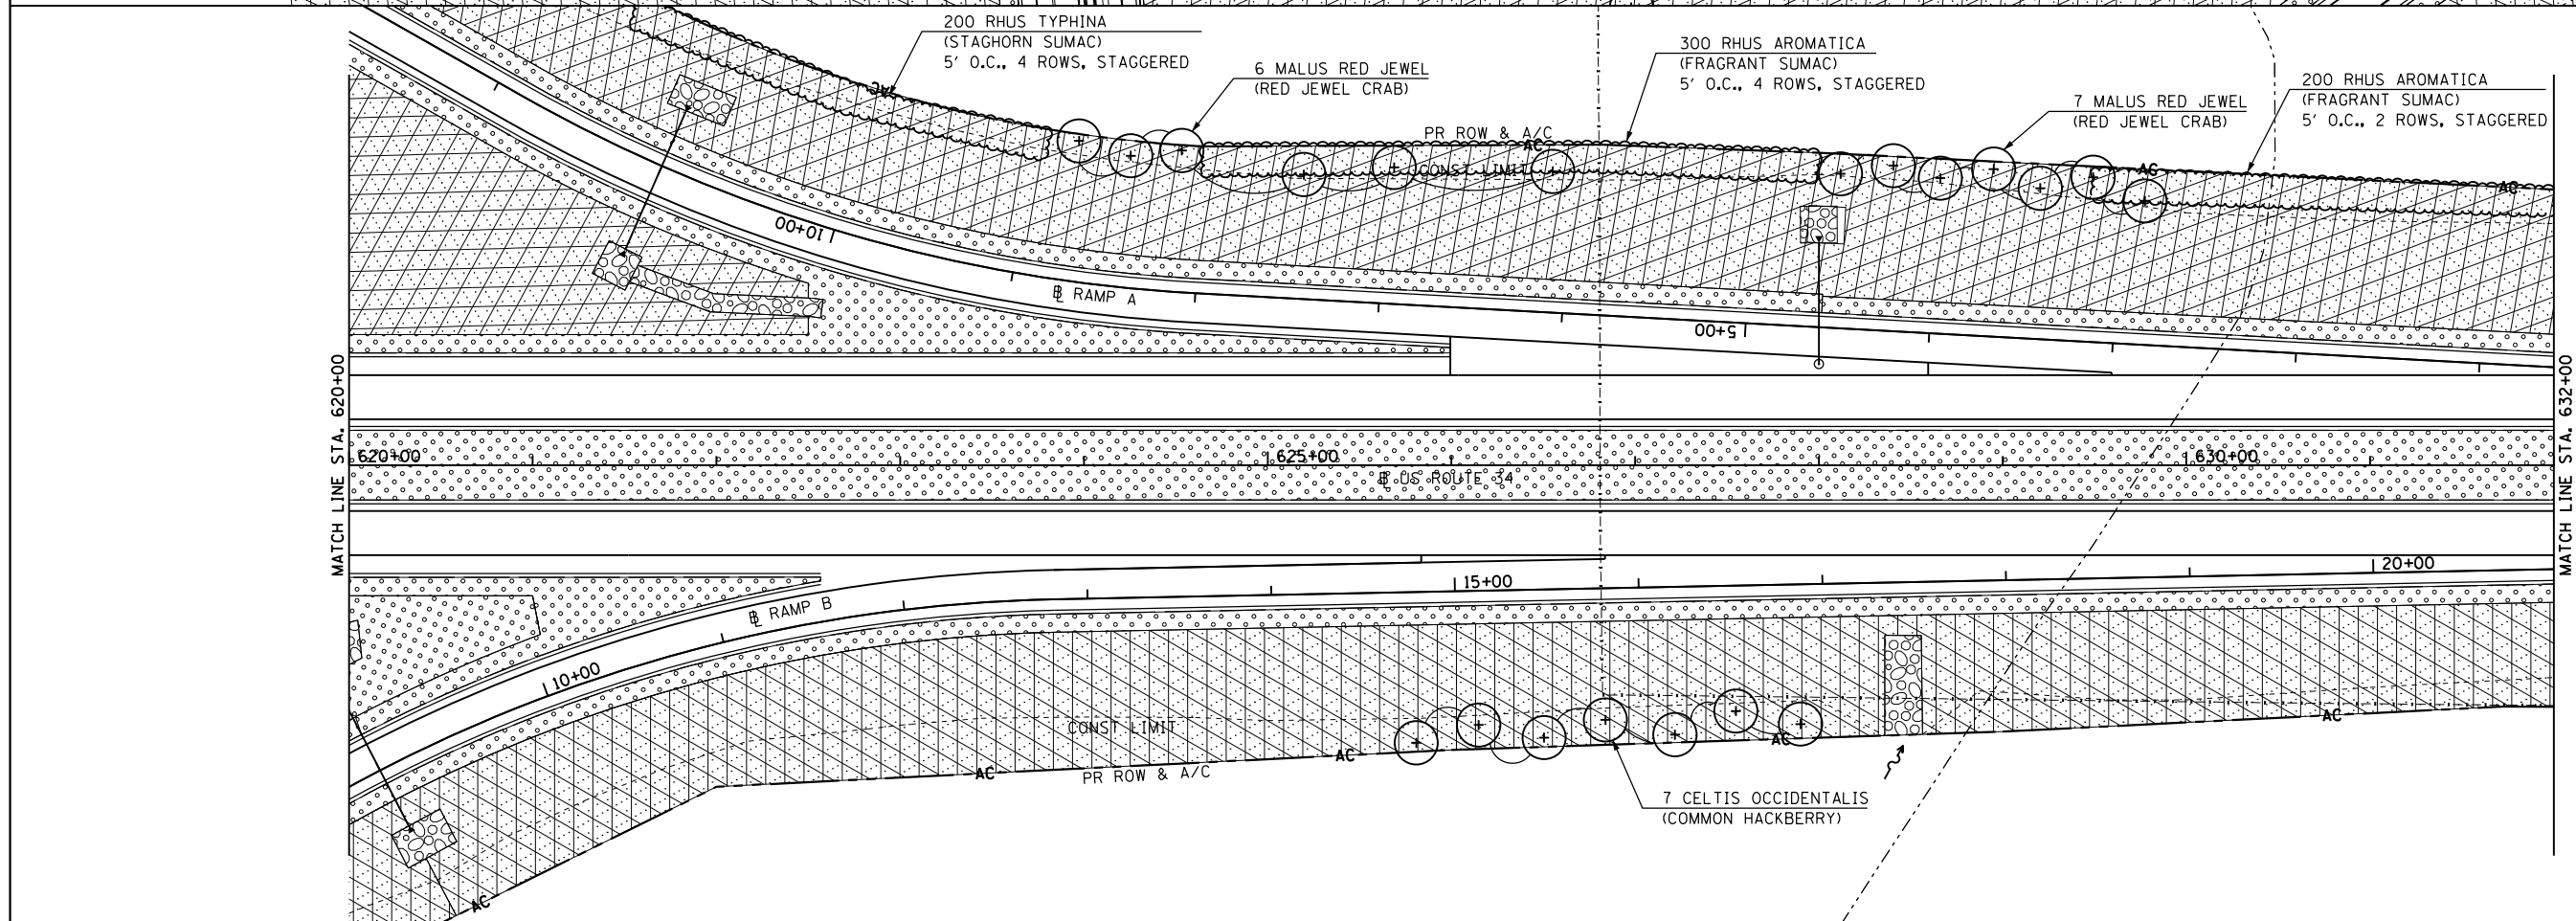 200 RHUS TYPHINA
(STAGHORN SUMAC)
5' O.C., 4 ROWS, STAGGERED
6 MALUS RED JEWEL
(RED JEWEL CRAB)
300 RHUS AROMATICA
(FRAGRANT SUMAC)
5' O.C., 4 ROWS, STAGGERED
7 MALUS RED JEWEL
(RED JEWEL CRAB)
200 RHUS AROMATICA
(FRAGRANT SUMAC)
5' O.C., 2 ROWS, STAGGERED
AC
PR ROW & A/C
AC
CONST LIMIT
AC
AC
10+00
℄ RAMP A
5+00
MATCH LINE STA. 620+00
MATCH LINE STA. 632+00
620+00
625+00
630+00
℄ US ROUTE 34
℄ RAMP B
10+00
15+00
20+00
CONST LIMIT
AC
AC
AC
AC
AC
PR ROW & A/C
7 CELTIS OCCIDENTALIS
(COMMON HACKBERRY)